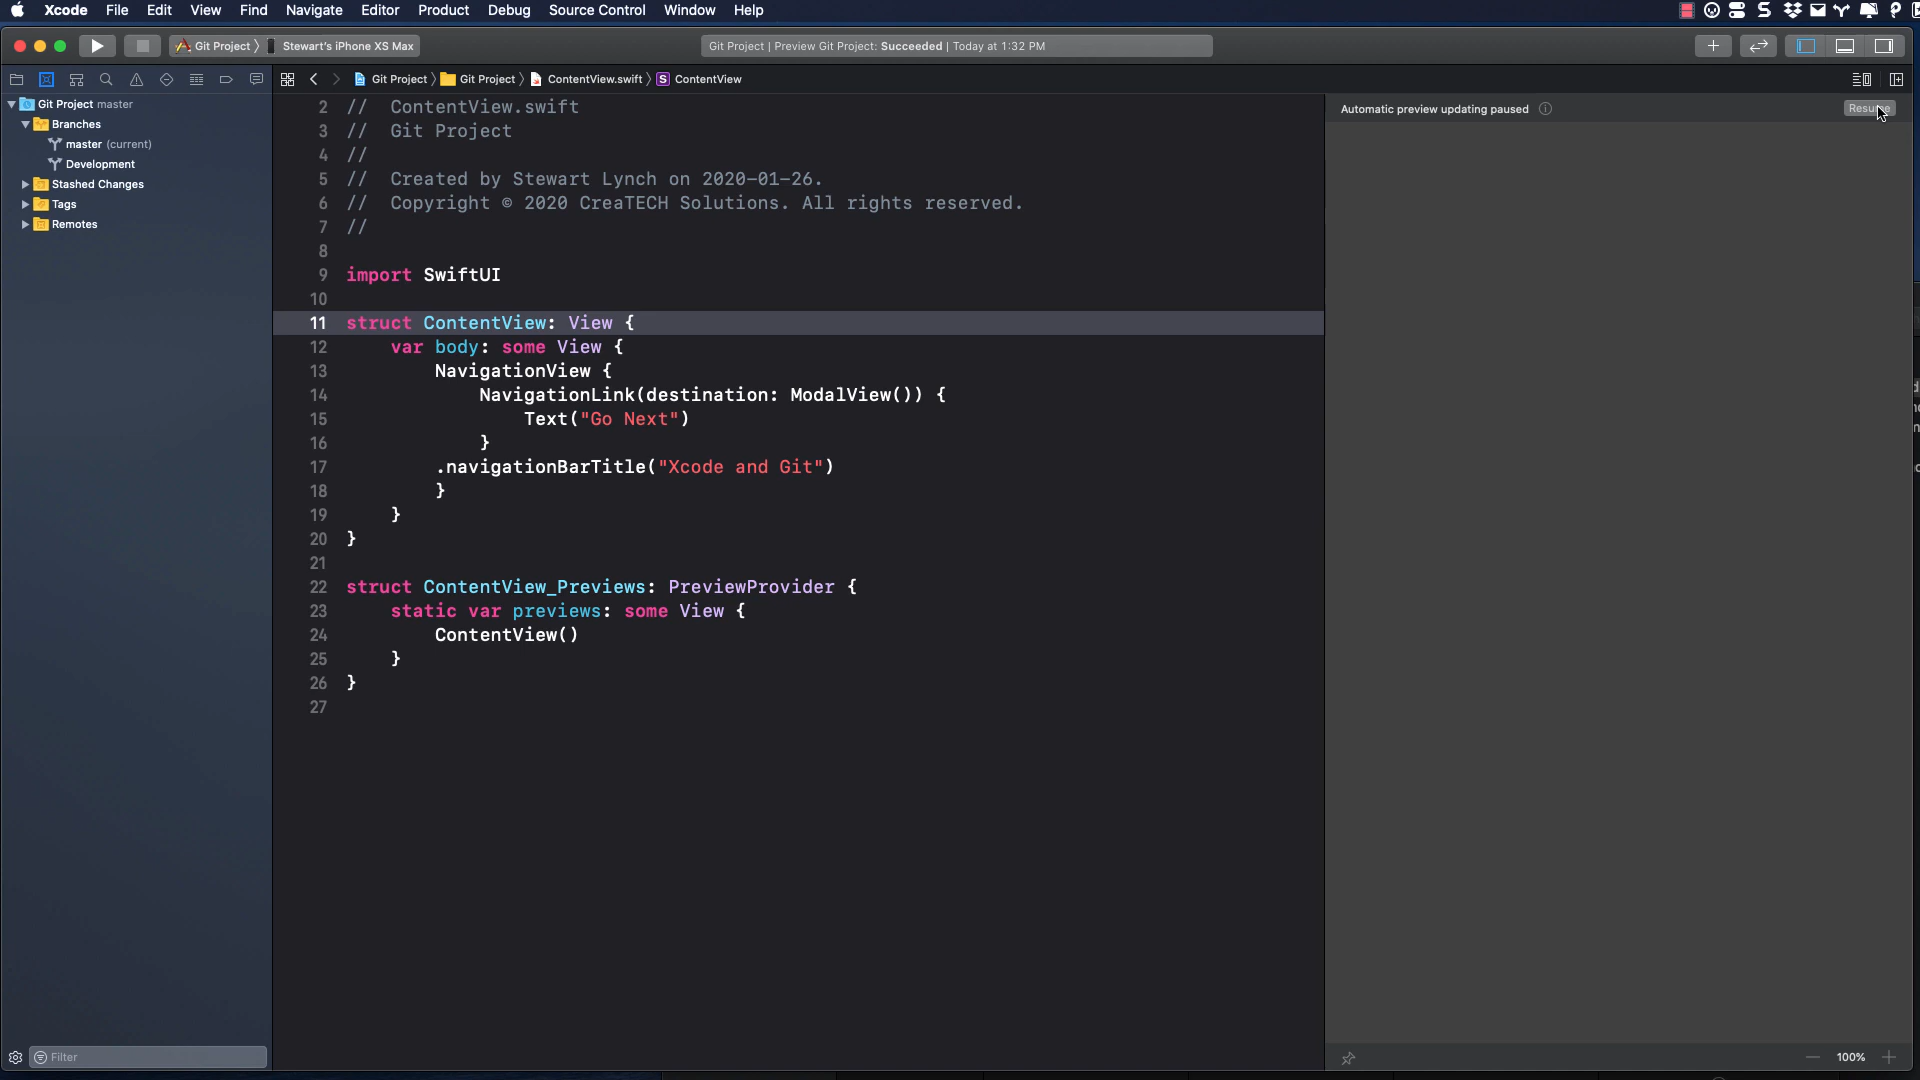 Xcode File Edit View Find Navigate Editor Product Debug Source Control Window Help
Git Project 〉 Stewart's iPhone XS Max
Git Project | Preview Git Project: Succeeded | Today at 1:32 PM
Git Project 〉 Git Project 〉 ContentView.swift 〉 S ContentView
Git Project master
Branches
master (current)
Development
Stashed Changes
Tags
Remotes
2 //  ContentView.swift
3 //  Git Project
4 //
5 //  Created by Stewart Lynch on 2020-01-26.
6 //  Copyright © 2020 CreaTECH Solutions. All rights reserved.
7 //
8
9 import SwiftUI
10
11 struct ContentView: View {
12     var body: some View {
13         NavigationView {
14             NavigationLink(destination: ModalView()) {
15                 Text("Go Next")
16             }
17         .navigationBarTitle("Xcode and Git")
18         }
19     }
20 }
21
22 struct ContentView_Previews: PreviewProvider {
23     static var previews: some View {
24         ContentView()
25     }
26 }
27
Automatic preview updating paused
Resume
Filter
100%